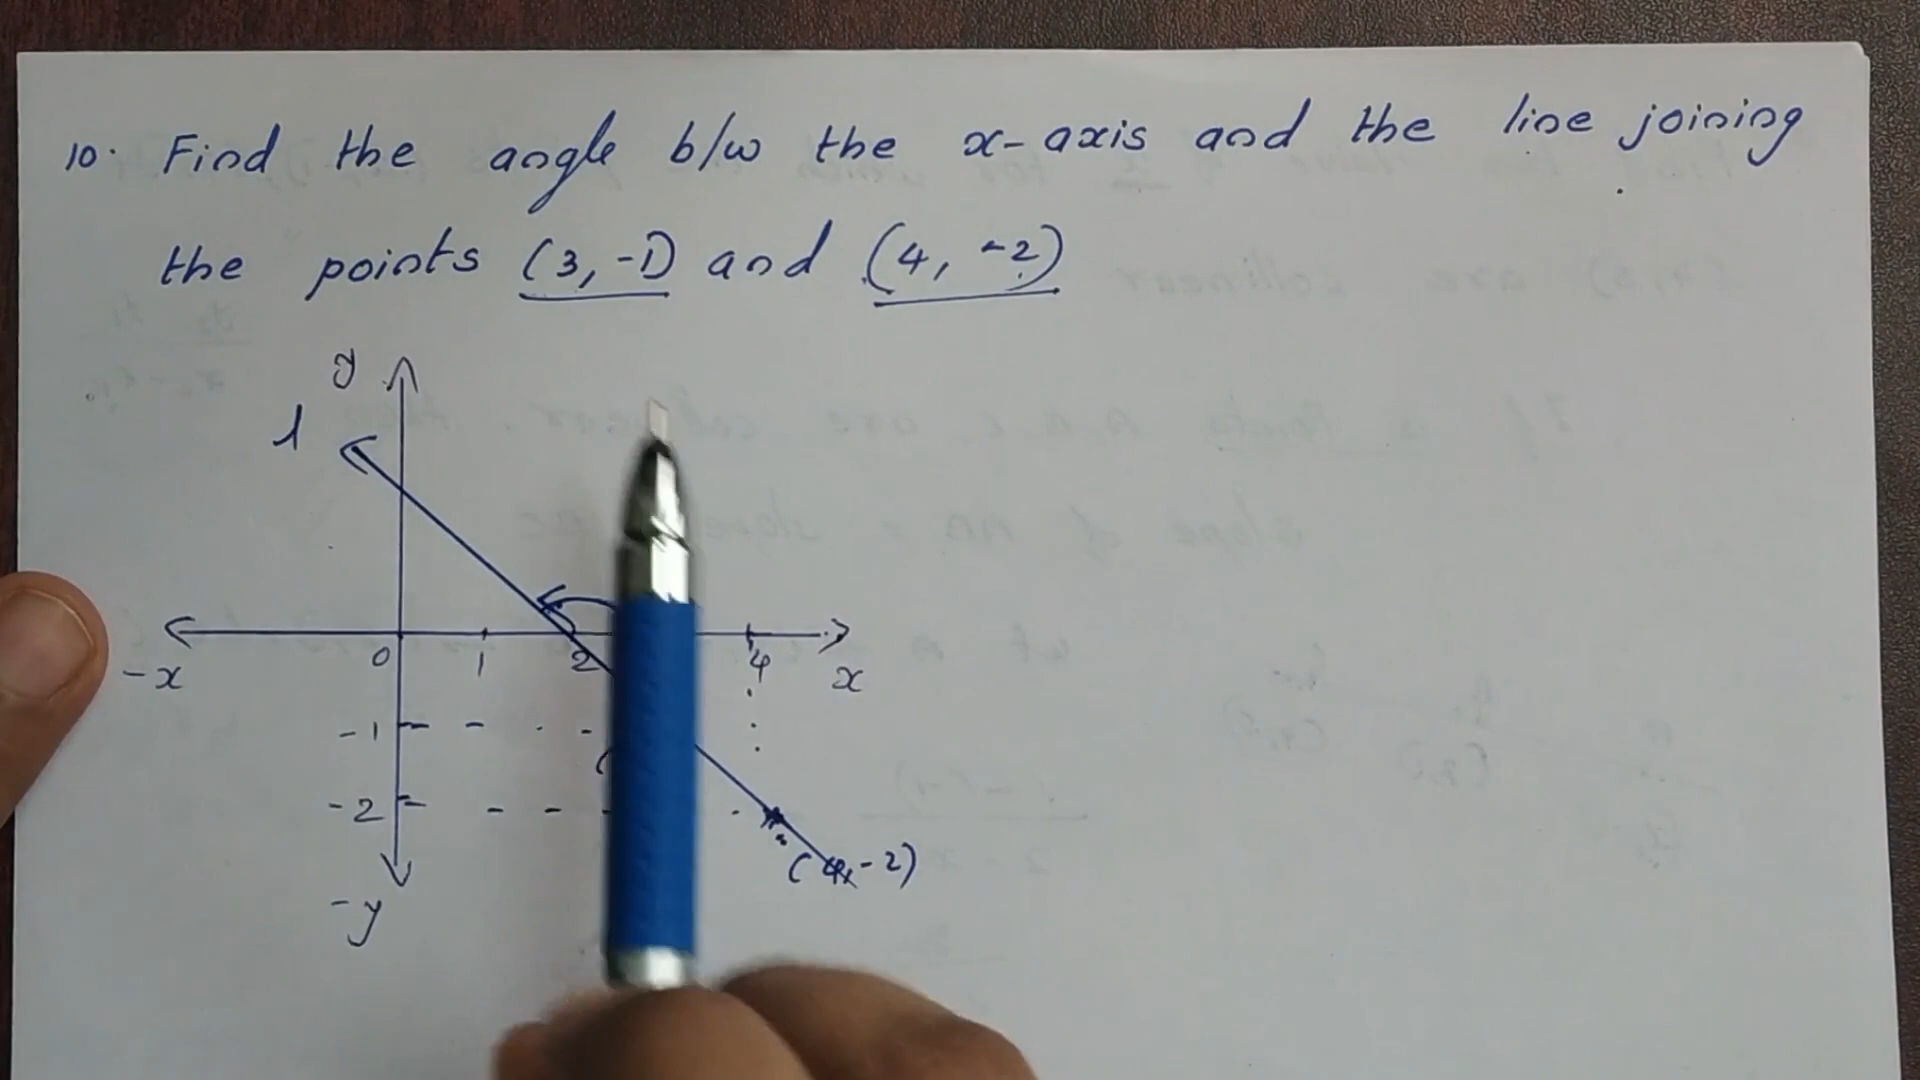 10. Find the angle b/w the x-axis and the line joining
the points (3, -1) and (4, -2)
y
l
0 1 2 4
-x x
-1
-2
( -2)
-y